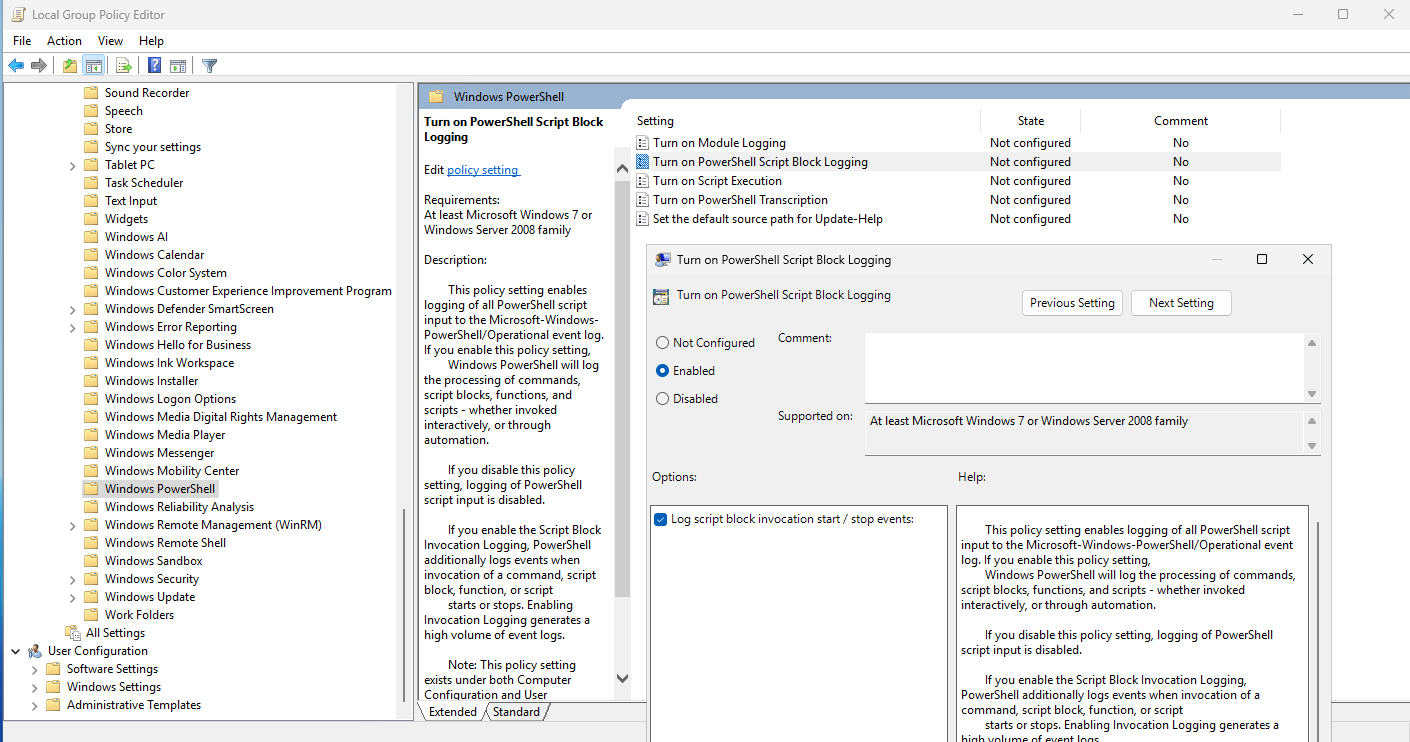 Local Group Policy Editor
File Action View Help
Sound Recorder
Speech
Store
Sync your settings
Tablet PC
Task Scheduler
Text Input
Widgets
Windows AI
Windows Calendar
Windows Color System
Windows Customer Experience Improvement Program
Windows Defender SmartScreen
Windows Error Reporting
Windows Hello for Business
Windows Ink Workspace
Windows Installer
Windows Logon Options
Windows Media Digital Rights Management
Windows Media Player
Windows Messenger
Windows Mobility Center
Windows PowerShell
Windows Reliability Analysis
Windows Remote Management (WinRM)
Windows Remote Shell
Windows Sandbox
Windows Security
Windows Update
Work Folders
All Settings
User Configuration
Software Settings
Windows Settings
Administrative Templates
Windows PowerShell
Turn on PowerShell Script Block
Logging
Edit policy setting
Requirements:
At least Microsoft Windows 7 or
Windows Server 2008 family
Description:
This policy setting enables
logging of all PowerShell script
input to the Microsoft-Windows-
PowerShell/Operational event log.
If you enable this policy setting,
Windows PowerShell will log
the processing of commands,
script blocks, functions, and
scripts - whether invoked
interactively, or through
automation.
If you disable this policy
setting, logging of PowerShell
script input is disabled.
If you enable the Script Block
Invocation Logging, PowerShell
additionally logs events when
invocation of a command, script
block, function, or script
starts or stops. Enabling
Invocation Logging generates a
high volume of event logs.
Note: This policy setting
exists under both Computer
Configuration and User
Extended Standard
Setting State Comment
Turn on Module Logging Not configured No
Turn on PowerShell Script Block Logging Not configured No
Turn on Script Execution Not configured No
Turn on PowerShell Transcription Not configured No
Set the default source path for Update-Help Not configured No
Turn on PowerShell Script Block Logging
Turn on PowerShell Script Block Logging
Previous Setting Next Setting
Not Configured
Enabled
Disabled
Comment:
Supported on:
At least Microsoft Windows 7 or Windows Server 2008 family
Options:
Help:
Log script block invocation start / stop events:
This policy setting enables logging of all PowerShell script
input to the Microsoft-Windows-PowerShell/Operational event
log. If you enable this policy setting,
Windows PowerShell will log the processing of commands,
script blocks, functions, and scripts - whether invoked
interactively, or through automation.
If you disable this policy setting, logging of PowerShell
script input is disabled.
If you enable the Script Block Invocation Logging,
PowerShell additionally logs events when invocation of a
command, script block, function, or script
starts or stops. Enabling Invocation Logging generates a
high volume of event logs.